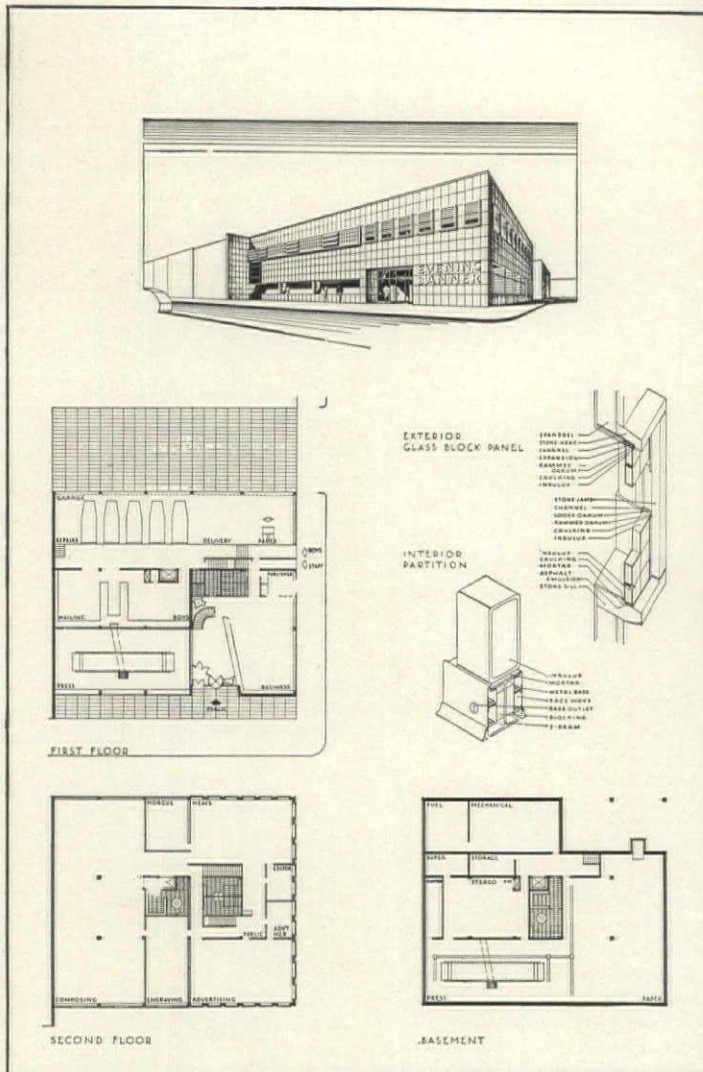 EVENING
BANNER
EXTERIOR
GLASS BLOCK PANEL
SPANDREL
STONE HEAD
CHANNEL
EXPANSION
RAMMED
OAKUM
CAULKING
INSULUX
STONE JAMB
CHANNEL
LOOSE OAKUM
RAMMED OAKUM
CAULKING
INSULUX
INSULUX
CAULKING
MORTAR
ASPHALT
EMULSION
STONE SILL
INTERIOR
PARTITION
INSULUX
MORTAR
METAL BASE
RACE WAYS
BASE OUTLET
BLOCKING
Z-BEAM
GARAGE
REPAIRS
DELIVERY
PAPER
BOYS
STAFF
PUBLISHER
MAILING
BOYS
PRESS
BUSINESS
PUBLIC
FIRST FLOOR
MORGUE
NEWS
EDITOR
ADV'T
MGR
PUBLIC
COMPOSING
ENGRAVING
ADVERTISING
SECOND FLOOR
FUEL
MECHANICAL
SUPER
STORAGE
STEREO
PRESS
PAPER
BASEMENT